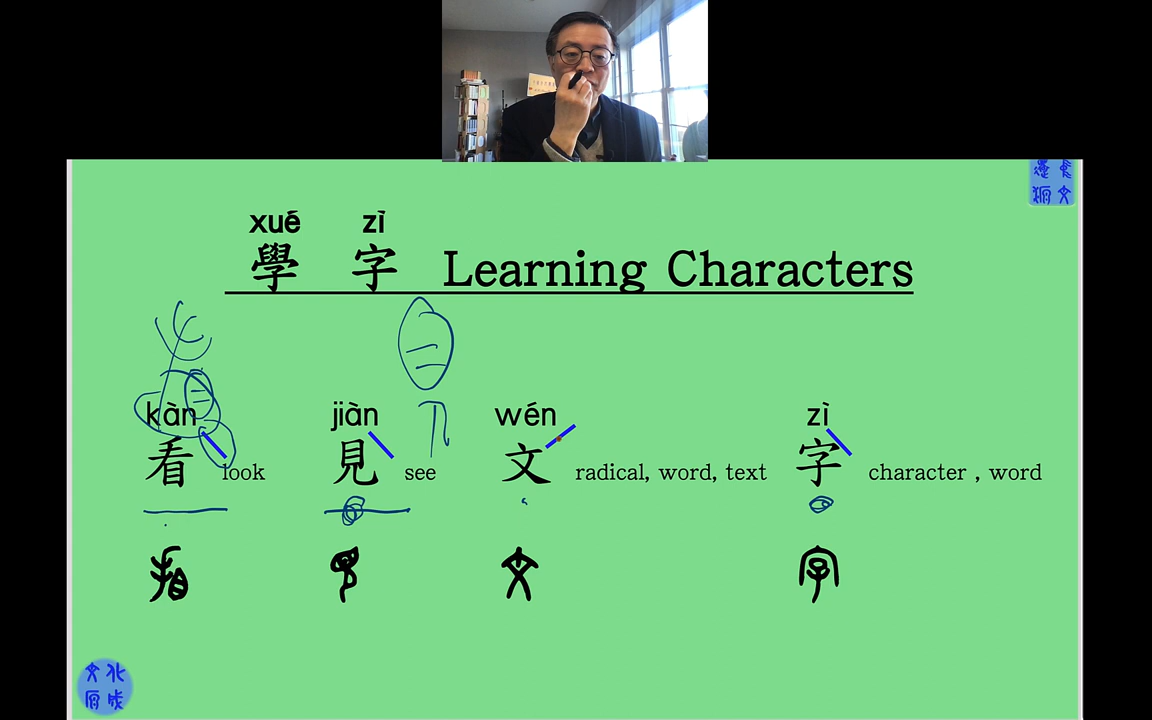 xué zì
學 字 Learning Characters
kàn jiàn wén zì
看 look 見 see 文 radical, word, text 字 character , word